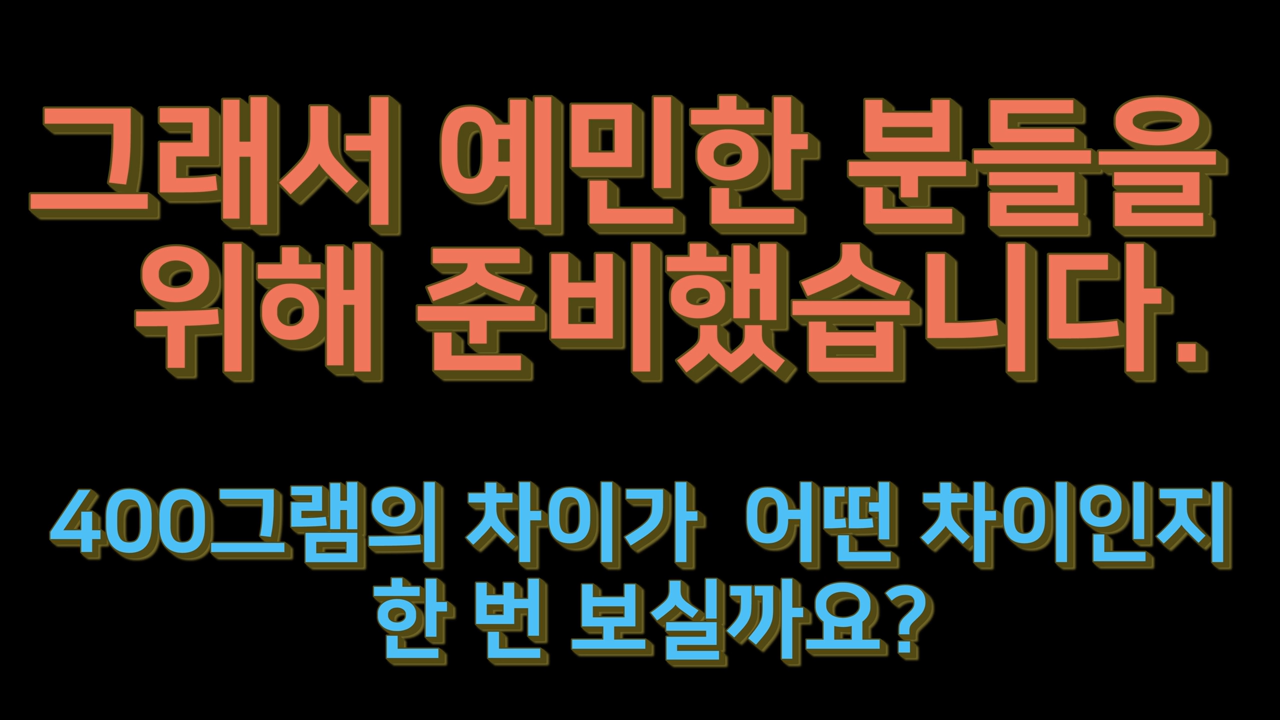 그래서 예민한 분들을
위해 준비했습니다.
400그램의 차이가 어떤 차이인지
한 번 보실까요?